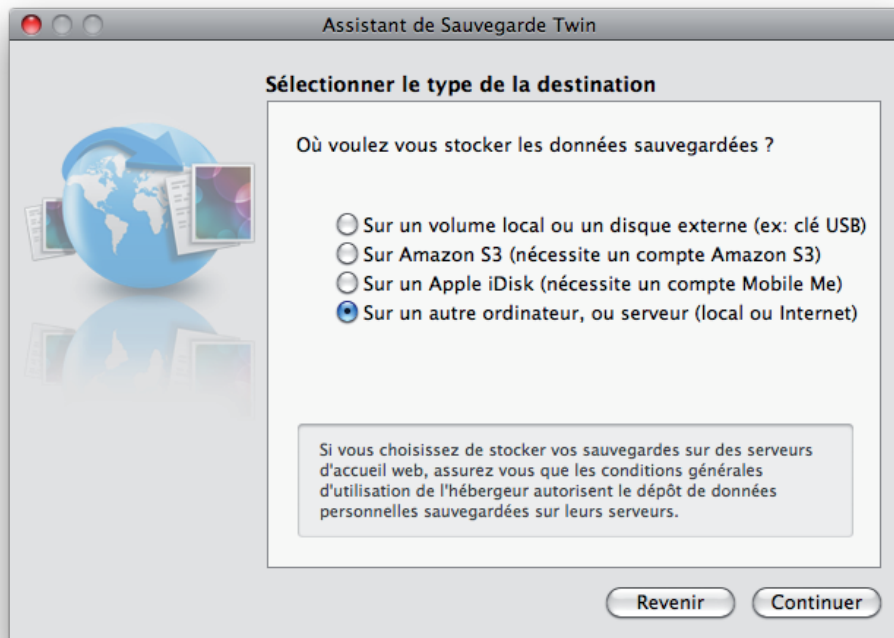 Assistant de Sauvegarde Twin
Sélectionner le type de la destination
Où voulez vous stocker les données sauvegardées ?
Sur un volume local ou un disque externe (ex: clé USB)
Sur Amazon S3 (nécessite un compte Amazon S3)
Sur un Apple iDisk (nécessite un compte Mobile Me)
Sur un autre ordinateur, ou serveur (local ou Internet)
Si vous choisissez de stocker vos sauvegardes sur des serveurs
d'accueil web, assurez vous que les conditions générales
d'utilisation de l'hébergeur autorisent le dépôt de données
personnelles sauvegardées sur leurs serveurs.
Revenir
Continuer